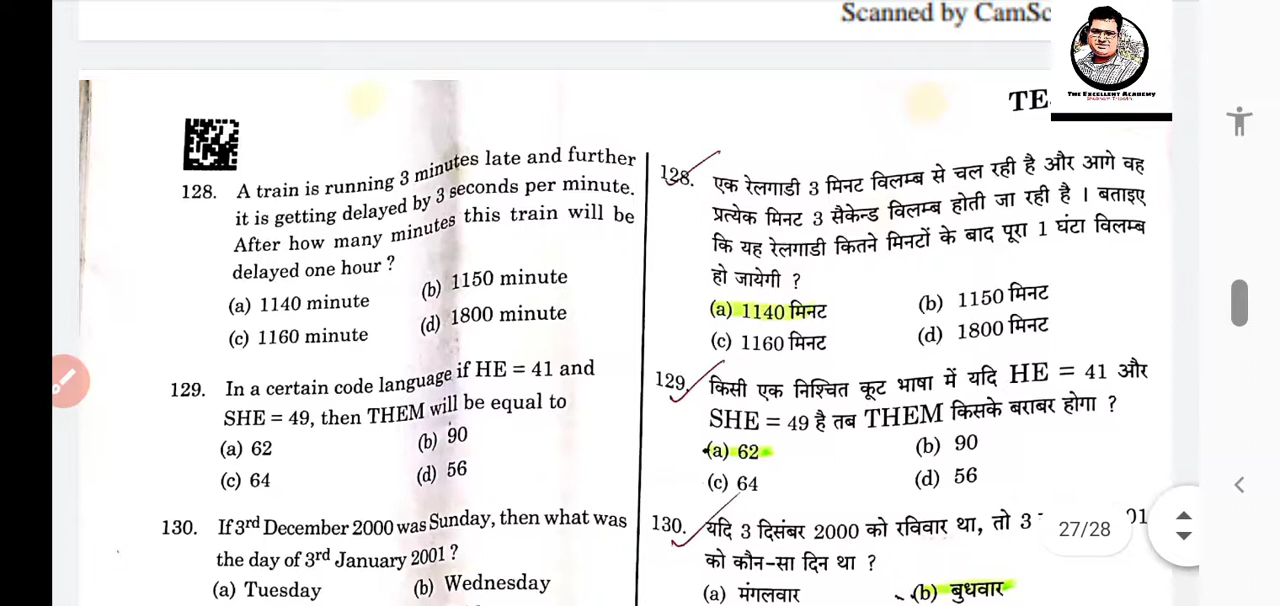 Scanned by CamSc
THE EXCELLENT ACADEMY
TE
128. A train is running 3 minutes late and further
it is getting delayed by 3 seconds per minute.
After how many minutes this train will be
delayed one hour ?
(a) 1140 minute (b) 1150 minute
(c) 1160 minute (d) 1800 minute
129. In a certain code language if HE = 41 and
SHE = 49, then THEM will be equal to
(a) 62 (b) 90
(c) 64 (d) 56
130. If 3rd December 2000 was Sunday, then what was
the day of 3rd January 2001 ?
(a) Tuesday (b) Wednesday
128. एक रेलगाडी 3 मिनट विलम्ब से चल रही है और आगे वह
प्रत्येक मिनट 3 सैकेन्ड विलम्ब होती जा रही है । बताइए
कि यह रेलगाडी कितने मिनटों के बाद पूरा 1 घंटा विलम्ब
हो जायेगी ?
(a) 1140 मिनट (b) 1150 मिनट
(c) 1160 मिनट (d) 1800 मिनट
129. किसी एक निश्चित कूट भाषा में यदि HE = 41 और
SHE = 49 है तब THEM किसके बराबर होगा ?
(a) 62 (b) 90
(c) 64 (d) 56
130. यदि 3 दिसंबर 2000 को रविवार था, तो 3 01
को कौन-सा दिन था ?
(a) मंगलवार (b) बुधवार
27/28